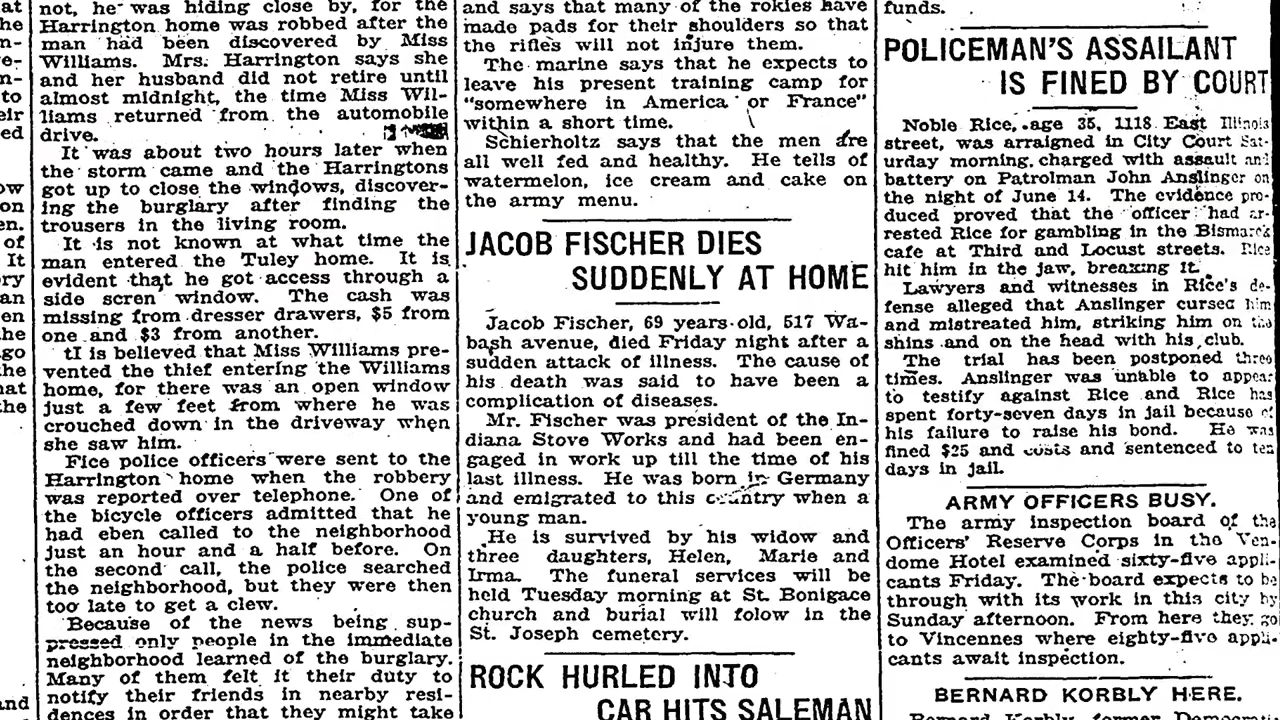 at
n-
e-
n-
to
eir
ed
ow
on
en.
of
It
ry
an
en
he
go
he
hat
the
and
not, he was hiding close by, for the
Harrington home was robbed after the
man had been discovered by Miss
Williams. Mrs. Harrington says she
and her husband did not retire until
almost midnight, the time Miss Wil-
liams returned from the automobile
drive.
It was about two hours later when
the storm came and the Harringtons
got up to close the windows, discover-
ing the burglary after finding the
trousers in the living room.
It is not known at what time the
man entered the Tuley home. It is
evident that he got access through a
side scren window. The cash was
missing from dresser drawers, $5 from
one and $3 from another.
tI is believed that Miss Williams pre-
vented the thief entering the Williams
home, for there was an open window
just a few feet from where he was
crouched down in the driveway when
she saw him.
Fice police officers were sent to the
Harrington home when the robbery
was reported over telephone. One of
the bicycle officers admitted that he
had eben called to the neighborhood
just an hour and a half before. On
the second call, the police searched
the neighborhood, but they were then
too late to get a clew.
Because of the news being sup-
pressed only people in the immediate
neighborhood learned of the burglary.
Many of them felt it their duty to
notify their friends in nearby resi-
dences in order that they might take
and says that many of the rokies have
made pads for their shoulders so that
the rifles will not injure them.
The marine says that he expects to
leave his present training camp for
"somewhere in America or France"
within a short time.
Schierholtz says that the men are
all well fed and healthy. He tells of
watermelon, ice cream and cake on
the army menu.
JACOB FISCHER DIES
SUDDENLY AT HOME
Jacob Fischer, 69 years old, 517 Wa-
bash avenue, died Friday night after a
sudden attack of illness. The cause of
his death was said to have been a
complication of diseases.
Mr. Fischer was president of the In-
diana Stove Works and had been en-
gaged in work up till the time of his
last illness. He was born in Germany
and emigrated to this country when a
young man.
He is survived by his widow and
three daughters, Helen, Marie and
Irma. The funeral services will be
held Tuesday morning at St. Bonigace
church and burial will folow in the
St. Joseph cemetery.
ROCK HURLED INTO
CAR HITS SALEMAN
funds.
POLICEMAN'S ASSAILANT
IS FINED BY COURT
Noble Rice, age 35, 1118 East Illinois
street, was arraigned in City Court Sat-
urday morning, charged with assault and
battery on Patrolman John Anslinger on
the night of June 14. The evidence pro-
duced proved that the officer had ar-
rested Rice for gambling in the Bismarck
cafe at Third and Locust streets. Rice
hit him in the jaw, breaking it.
Lawyers and witnesses in Rice's de-
fense alleged that Anslinger cursed him
and mistreated him, striking him on the
shins and on the head with his club.
The trial has been postponed three
times. Anslinger was unable to appear
to testify against Rice and Rice has
spent forty-seven days in jail because of
his failure to raise his bond. He was
fined $25 and costs and sentenced to ten
days in jail.
ARMY OFFICERS BUSY.
The army inspection board of the
Officers' Reserve Corps in the Ven-
dome Hotel examined sixty-five appli-
cants Friday. The board expects to be
through with its work in this city by
Sunday afternoon. From here they go
to Vincennes where eighty-five appli-
cants await inspection.
BERNARD KORBLY HERE.
Bernard Korbly, former Democratic